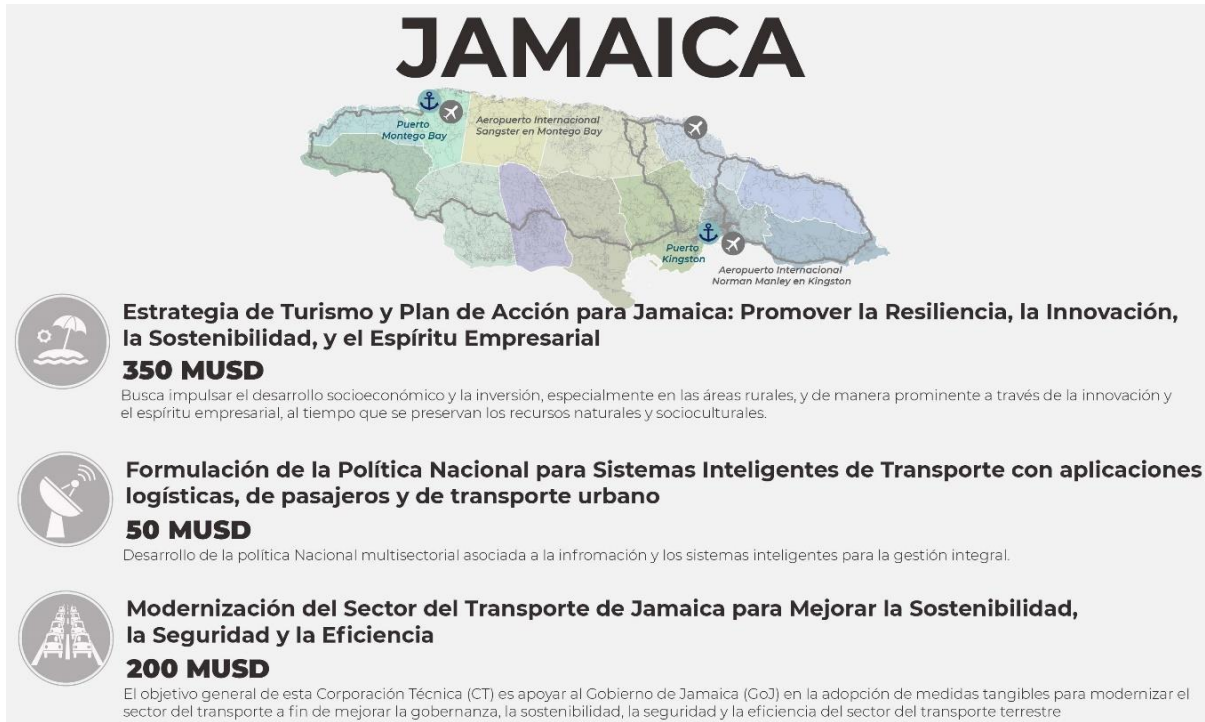 JAMAICA
Puerto
Montego Bay
Aeropuerto Internacional
Sangster en Montego Bay
Puerto
Kingston
Aeropuerto Internacional
Norman Manley en Kingston
Estrategia de Turismo y Plan de Acción para Jamaica: Promover la Resiliencia, la Innovación,
la Sostenibilidad, y el Espíritu Empresarial
350 MUSD
Busca impulsar el desarrollo socioeconómico y la inversión, especialmente en las áreas rurales, y de manera prominente a través de la innovación y
el espíritu empresarial, al tiempo que se preservan los recursos naturales y socioculturales.
Formulación de la Política Nacional para Sistemas Inteligentes de Transporte con aplicaciones
logísticas, de pasajeros y de transporte urbano
50 MUSD
Desarrollo de la política Nacional multisectorial asociada a la infromación y los sistemas inteligentes para la gestión integral.
Modernización del Sector del Transporte de Jamaica para Mejorar la Sostenibilidad,
la Seguridad y la Eficiencia
200 MUSD
El objetivo general de esta Corporación Técnica (CT) es apoyar al Gobierno de Jamaica (GoJ) en la adopción de medidas tangibles para modernizar el
sector del transporte a fin de mejorar la gobernanza, la sostenibilidad, la seguridad y la eficiencia del sector del transporte terrestre